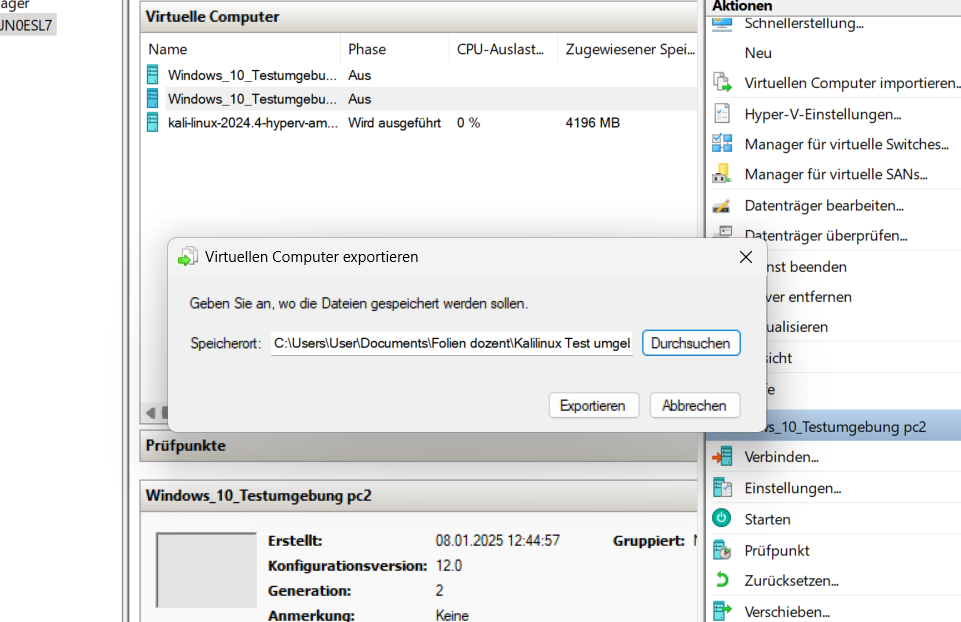 ager
UN0ESL7
Virtuelle Computer
Name Phase CPU-Auslast... Zugewiesener Spei...
Windows_10_Testumgebu... Aus
Windows_10_Testumgebu... Aus
kali-linux-2024.4-hyperv-am... Wird ausgeführt 0 % 4196 MB
Virtuellen Computer exportieren
Geben Sie an, wo die Dateien gespeichert werden sollen.
Speicherort: C:\Users\User\Documents\Folien dozent\Kalilinux Test umgel Durchsuchen
Exportieren Abbrechen
Prüfpunkte
Windows_10_Testumgebung pc2
Erstellt: 08.01.2025 12:44:57 Gruppiert:
Konfigurationsversion: 12.0
Generation: 2
Anmerkung: Keine
Aktionen
Schnellerstellung...
Neu
Virtuellen Computer importieren...
Hyper-V-Einstellungen...
Manager für virtuelle Switches...
Manager für virtuelle SANs...
Datenträger bearbeiten...
Datenträger überprüfen...
nst beenden
ver entfernen
ualisieren
icht
fe
ws_10_Testumgebung pc2
Verbinden...
Einstellungen...
Starten
Prüfpunkt
Zurücksetzen...
Verschieben...